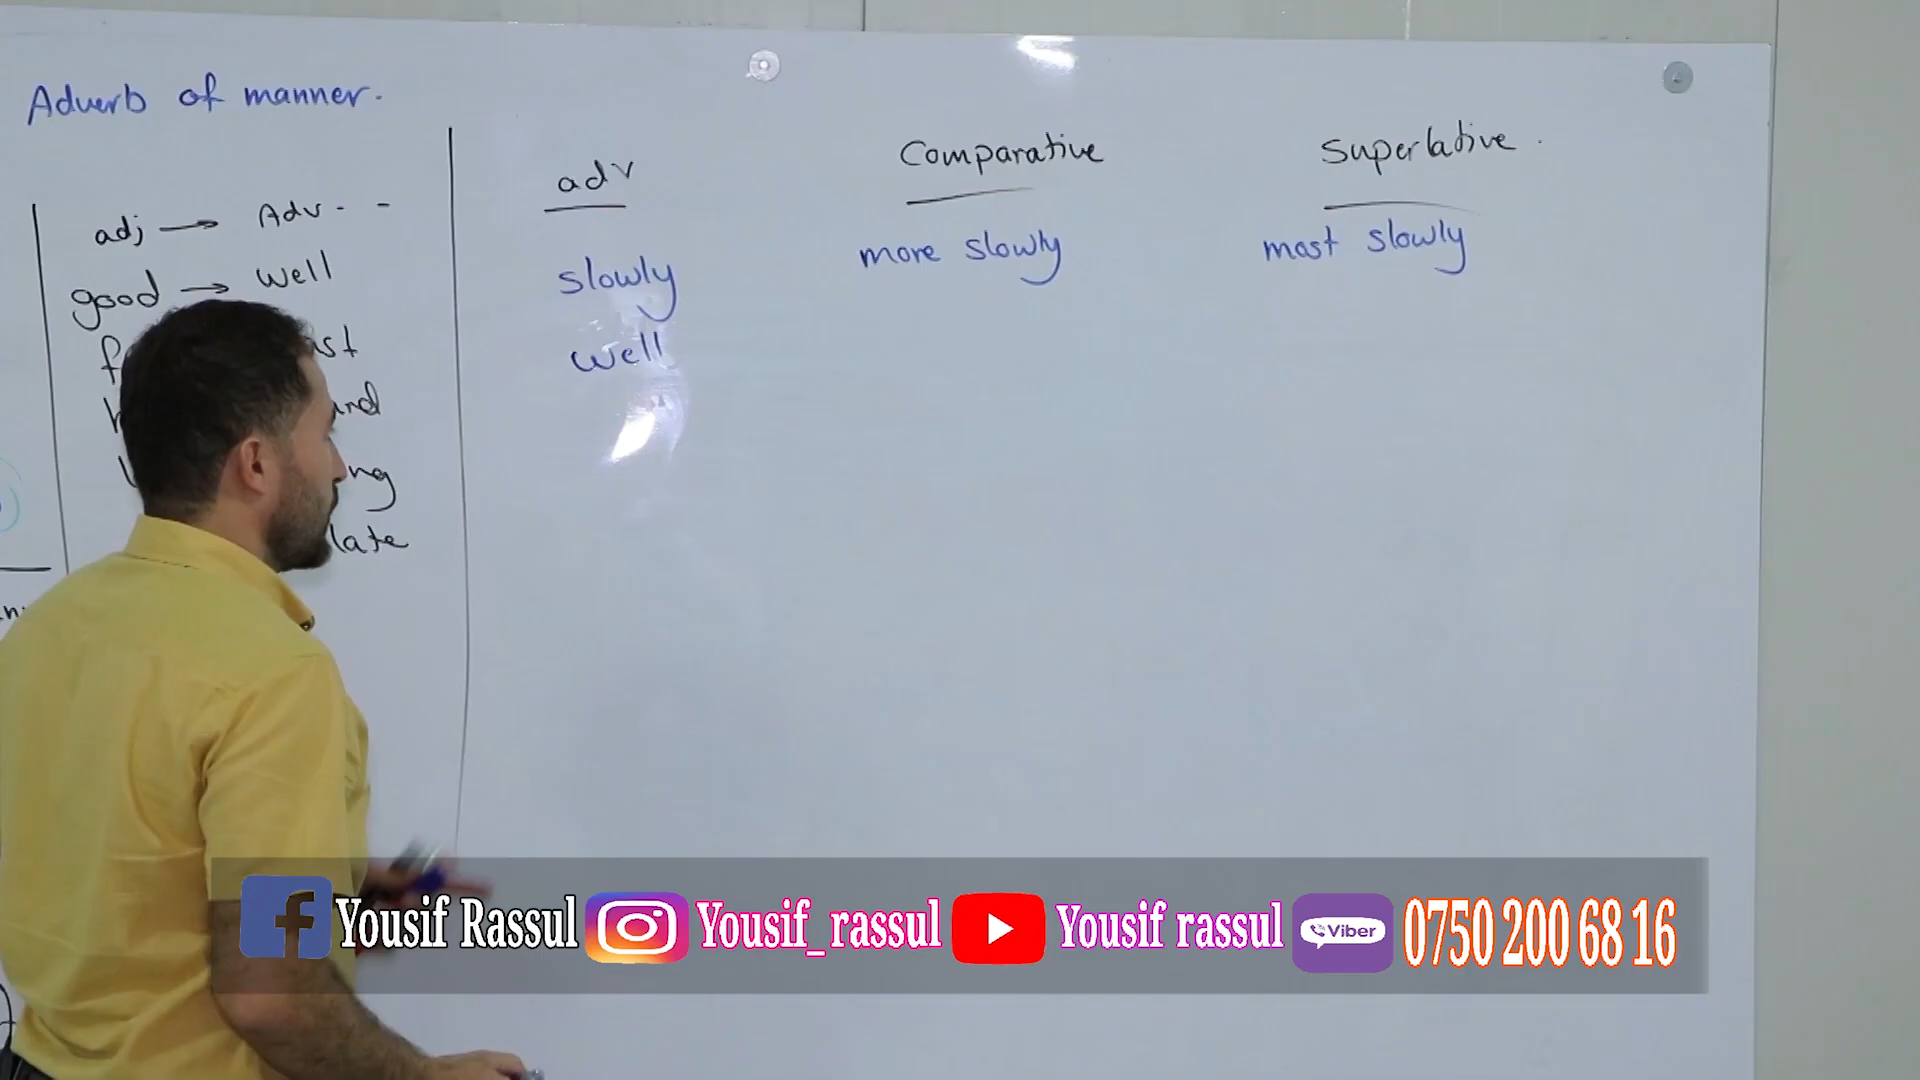 Adverb of manner.
adj → Adv - -
good → well
late
adv
slowly
well
Comparative
more slowly
Superlative .
most slowly
Yousif Rassul
Yousif_rassul
Yousif rassul
Viber
0750 200 68 16